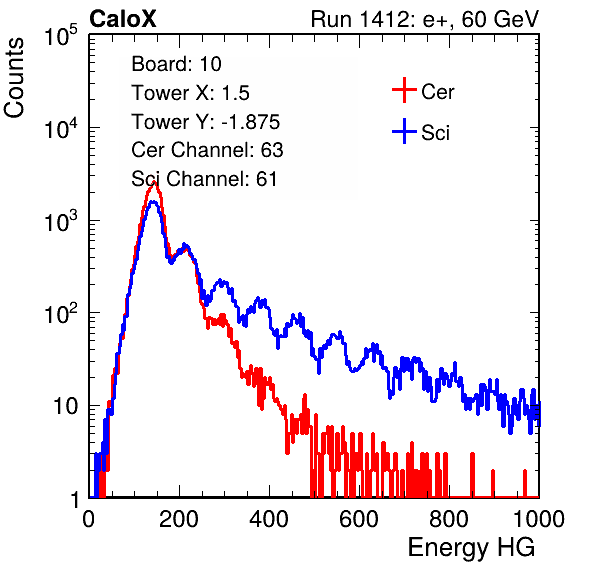 CaloX Run 1412: e+, 60 GeV
Counts
Board: 10
Tower X: 1.5
Tower Y: -1.875
Cer Channel: 63
Sci Channel: 61
Cer
Sci
10^5
10^4
10^3
10^2
10
1
0 200 400 600 800 1000
Energy HG